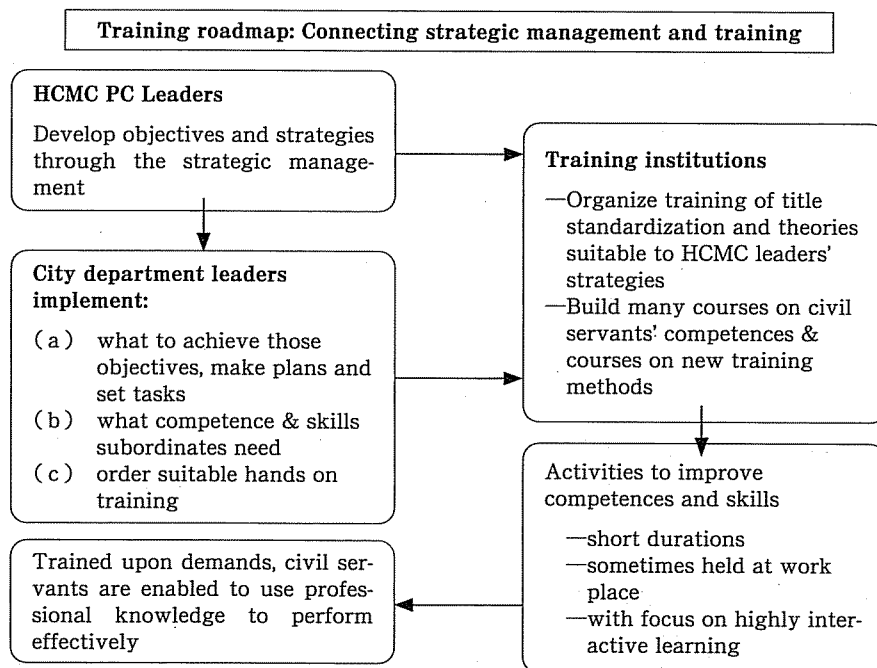 Training roadmap: Connecting strategic management and training
HCMC PC Leaders
Develop objectives and strategies
through the strategic manage-
ment
City department leaders
implement:
(a) what to achieve those
objectives, make plans and
set tasks
(b) what competence & skills
subordinates need
(c) order suitable hands on
training
Trained upon demands, civil ser-
vants are enabled to use profes-
sional knowledge to perform
effectively
Training institutions
—Organize training of title
standardization and theories
suitable to HCMC leaders'
strategies
—Build many courses on civil
servants' competences &
courses on new training
methods
Activities to improve
competences and skills
—short durations
—sometimes held at work
place
—with focus on highly inter-
active learning